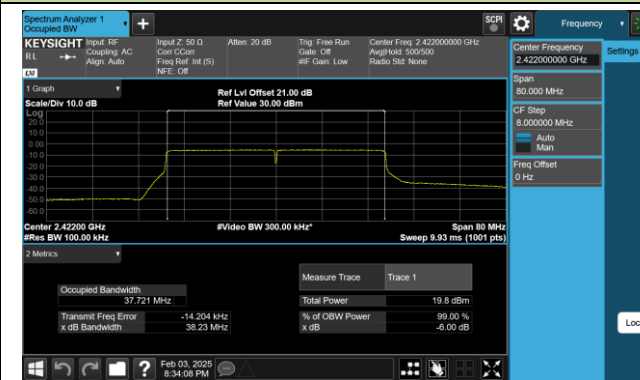 Spectrum Analyzer 1
Occupied BW
SCPI
Frequency
KEYSIGHT
Input: RF
Coupling: AC
Align: Auto
Input Z: 50 Ω
Corr CCorr
Freq Ref: Int (S)
NFE: Off
Atten: 20 dB
Trig: Free Run
Gate: Off
#IF Gain: Low
Center Freq: 2.422000000 GHz
Avg|Hold: 500/500
Radio Std: None
R L
LXI
Center Frequency
2.422000000 GHz
Settings
Span
80.000 MHz
CF Step
8.000000 MHz
Auto
Man
Freq Offset
0 Hz
1 Graph
Scale/Div 10.0 dB
Ref Lvl Offset 21.00 dB
Ref Value 30.00 dBm
Log
20.0
10.0
0.00
-10.0
-20.0
-30.0
-40.0
-50.0
-60.0
Center 2.42200 GHz
#Res BW 100.00 kHz
#Video BW 300.00 kHz*
Span 80 MHz
Sweep 9.93 ms (1001 pts)
2 Metrics
Measure Trace Trace 1
Occupied Bandwidth
37.721 MHz
Total Power 19.8 dBm
Transmit Freq Error -14.204 kHz
% of OBW Power 99.00 %
x dB Bandwidth 38.23 MHz
x dB -6.00 dB
Loc
?
Feb 03, 2025
8:34:08 PM